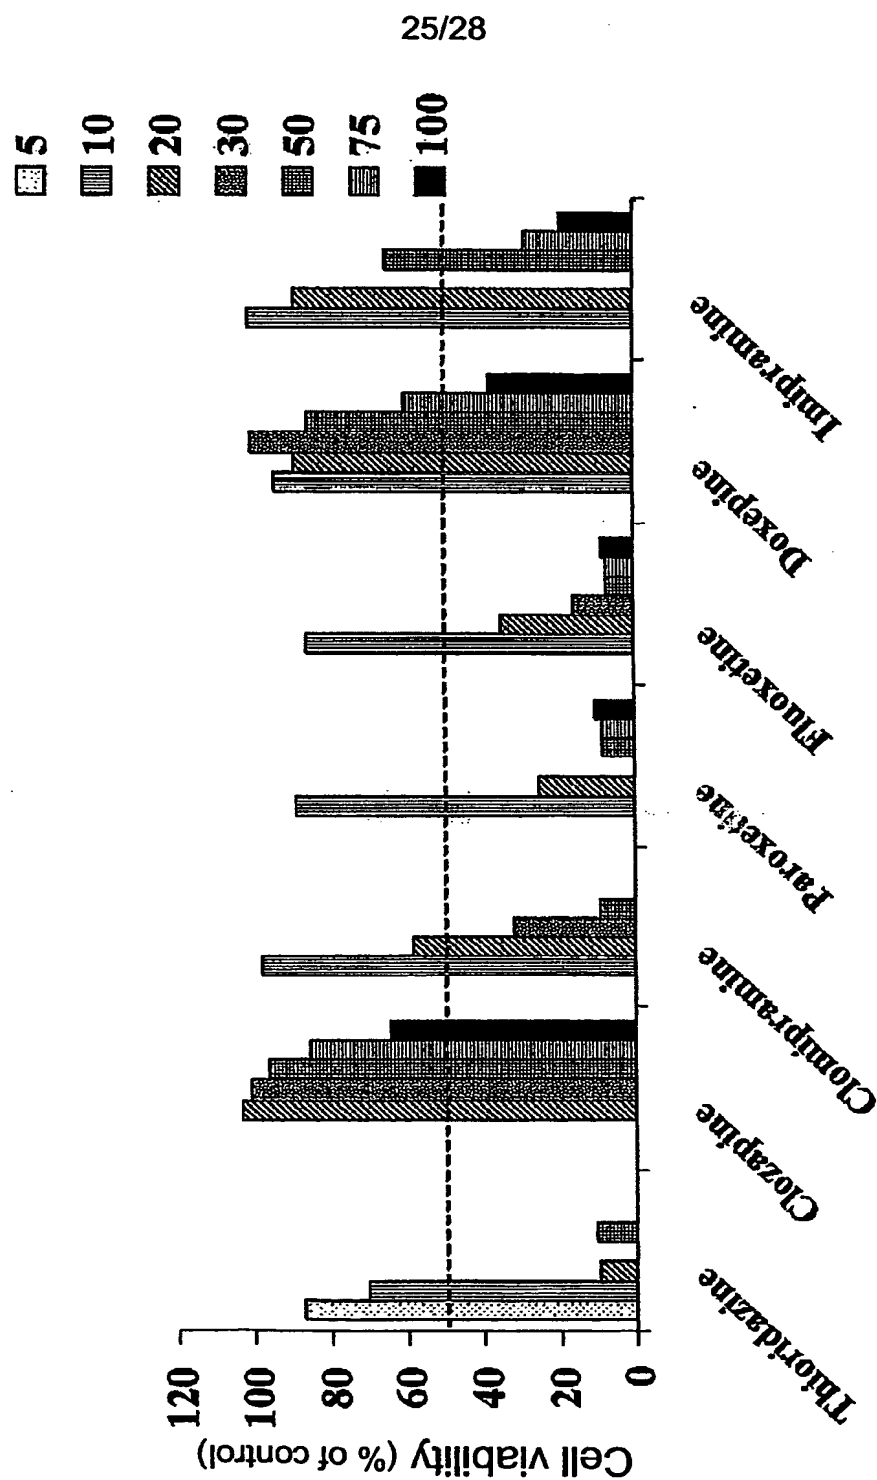 25/28
5
10
20
30
50
75
100
120
100
80
60
40
20
0
Cell viability (% of control)
Thioridazine
Clozapine
Clomipramine
Paroxetine
Fluoxetine
Doxepine
Imipramine